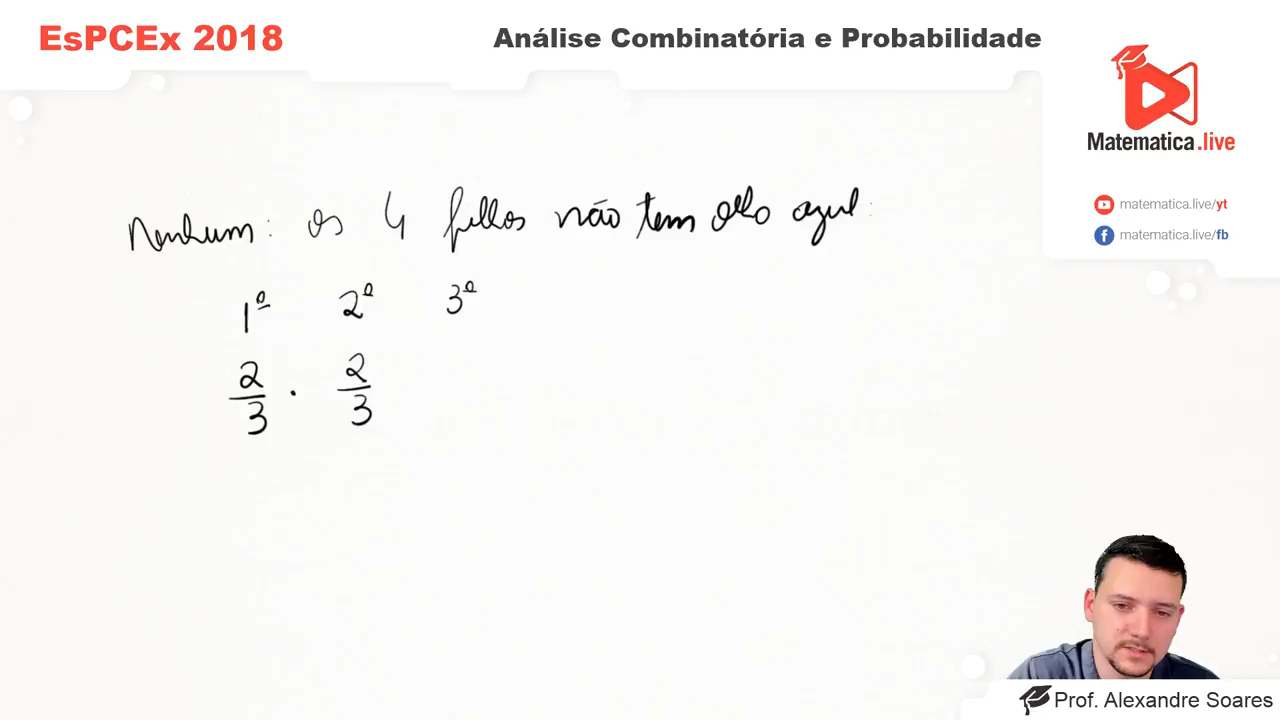 EsPCEx 2018
Análise Combinatória e Probabilidade
Matematica.live
matematica.live/yt
matematica.live/fb
Nenhum: os 4 filhos não tem olho azul:
1º 2º 3º
2/3 · 2/3
Prof. Alexandre Soares